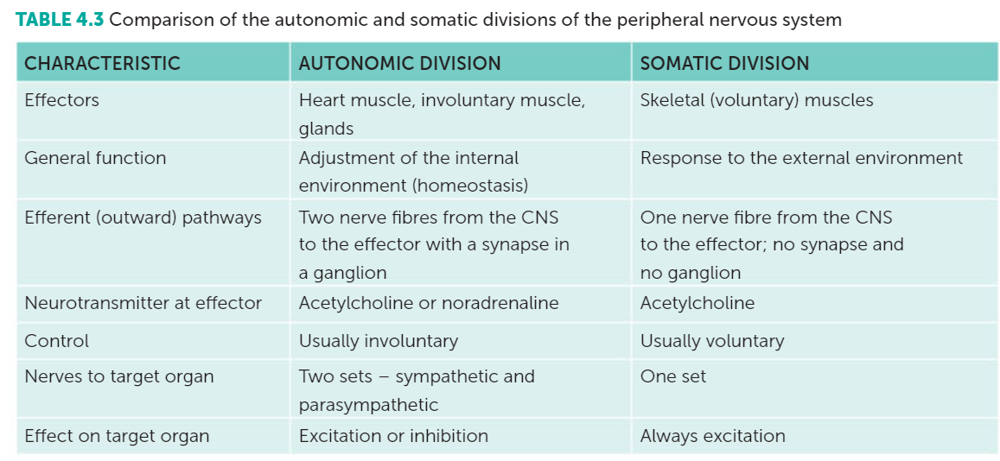 TABLE 4.3 Comparison of the autonomic and somatic divisions of the peripheral nervous system
CHARACTERISTIC AUTONOMIC DIVISION SOMATIC DIVISION
Effectors Heart muscle, involuntary muscle, Skeletal (voluntary) muscles
glands
General function Adjustment of the internal Response to the external environment
environment (homeostasis)
Efferent (outward) pathways Two nerve fibres from the CNS One nerve fibre from the CNS
to the effector with a synapse in to the effector; no synapse and
a ganglion no ganglion
Neurotransmitter at effector Acetylcholine or noradrenaline Acetylcholine
Control Usually involuntary Usually voluntary
Nerves to target organ Two sets – sympathetic and One set
parasympathetic
Effect on target organ Excitation or inhibition Always excitation